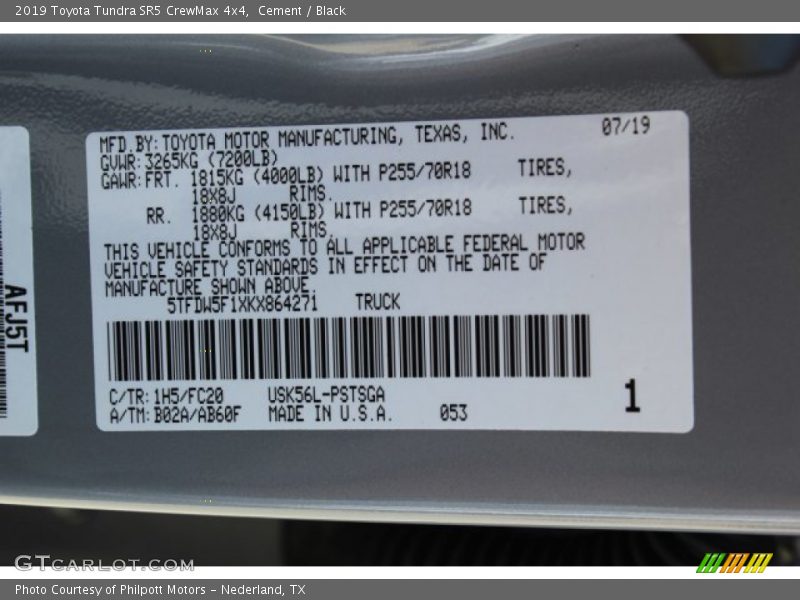 2019 Toyota Tundra SR5 CrewMax 4x4,  Cement / Black
MFD.BY:TOYOTA MOTOR MANUFACTURING, TEXAS, INC.  07/19
GVWR:3265KG (7200LB)
GAWR:FRT. 1815KG (4000LB) WITH P255/70R18  TIRES,
18X8J  RIMS.
RR. 1880KG (4150LB) WITH P255/70R18  TIRES,
18X8J  RIMS.
THIS VEHICLE CONFORMS TO ALL APPLICABLE FEDERAL MOTOR
VEHICLE SAFETY STANDARDS IN EFFECT ON THE DATE OF
MANUFACTURE SHOWN ABOVE.
5TFDW5F1XKX864271  TRUCK
AFJ5T
C/TR:1H5/FC20  USK56L-PSTSGA
A/TM:B02A/AB60F  MADE IN U.S.A.  053
1
GTcarlot.com
Photo Courtesy of Philpott Motors - Nederland, TX